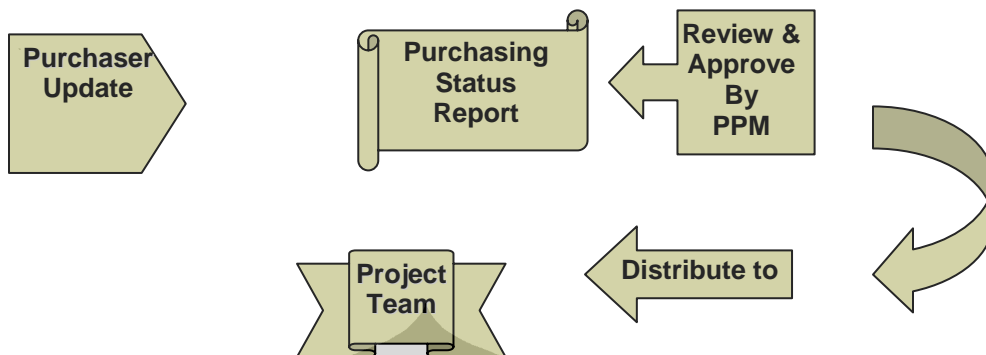 Purchaser
Update
Purchasing
Status
Report
Review &
Approve
By
PPM
Distribute to
Project
Team